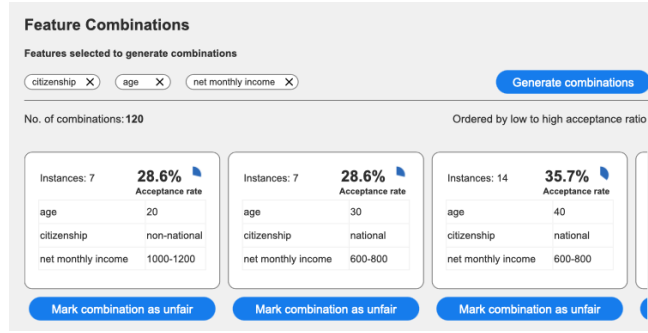 Feature Combinations
Features selected to generate combinations
citizenship X age X net monthly income X
Generate combinations
No. of combinations: 120 Ordered by low to high acceptance ratio
Instances: 7 28.6%
Acceptance rate
age 20
citizenship non-national
net monthly income 1000-1200
Mark combination as unfair
Instances: 7 28.6%
Acceptance rate
age 30
citizenship national
net monthly income 600-800
Mark combination as unfair
Instances: 14 35.7%
Acceptance rate
age 40
citizenship national
net monthly income 600-800
Mark combination as unfair